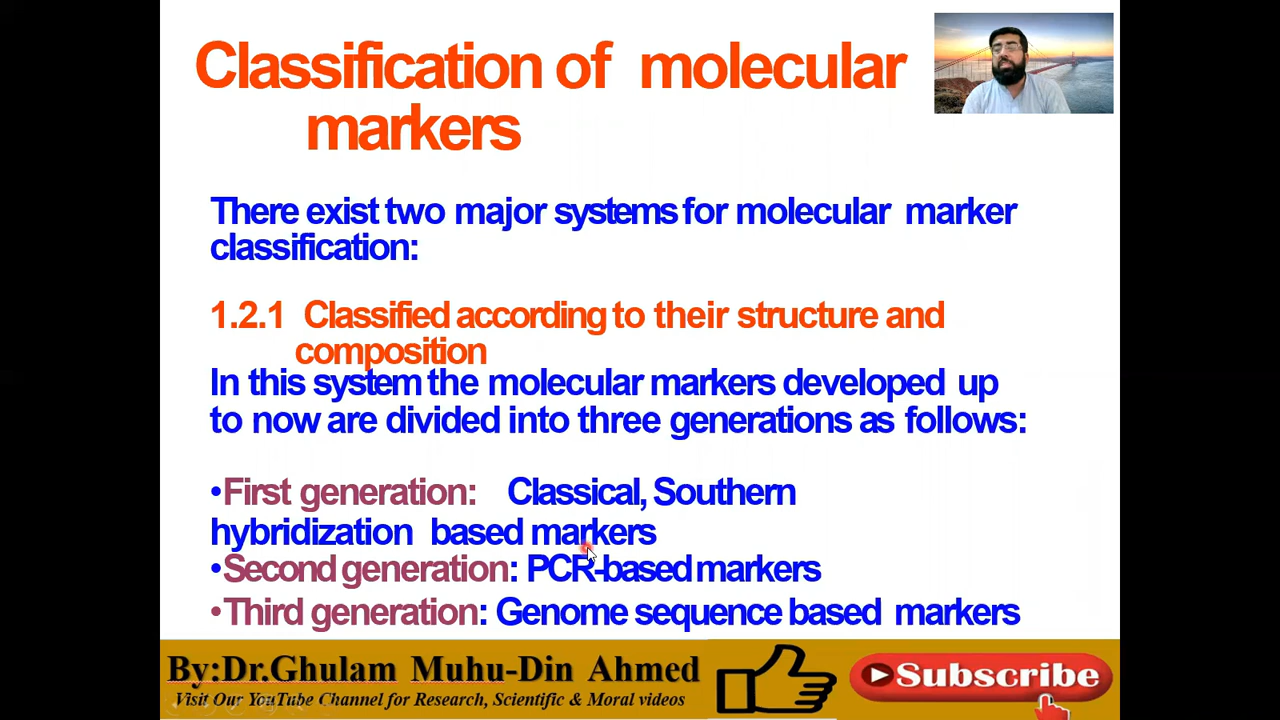 Classification of molecular
markers
There exist two major systems for molecular marker
classification:
1.2.1 Classified according to their structure and
composition
In this system the molecular markers developed up
to now are divided into three generations as follows:
•First generation: Classical, Southern
hybridization based markers
•Second generation: PCR-based markers
•Third generation: Genome sequence based markers
By:Dr.Ghulam Muhu-Din Ahmed
Visit Our YouTube Channel for Research, Scientific & Moral videos
Subscribe